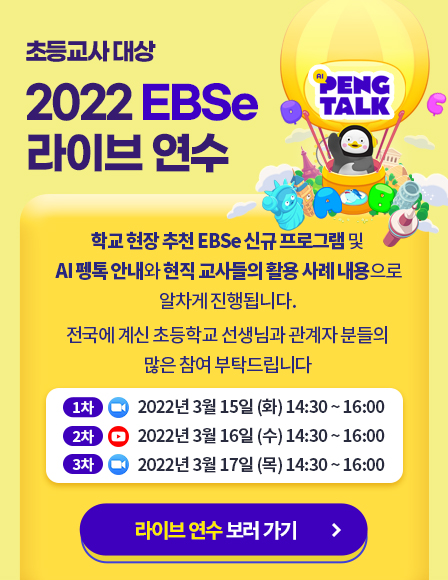 초등교사 대상
2022 EBSe
라이브 연수
AI PENG
TALK
학교 현장 추천 EBSe 신규 프로그램 및
AI 펭톡 안내와 현직 교사들의 활용 사례 내용으로
알차게 진행됩니다.
전국에 계신 초등학교 선생님과 관계자 분들의
많은 참여 부탁드립니다
1차 2022년 3월 15일 (화) 14:30 ~ 16:00
2차 2022년 3월 16일 (수) 14:30 ~ 16:00
3차 2022년 3월 17일 (목) 14:30 ~ 16:00
라이브 연수 보러 가기